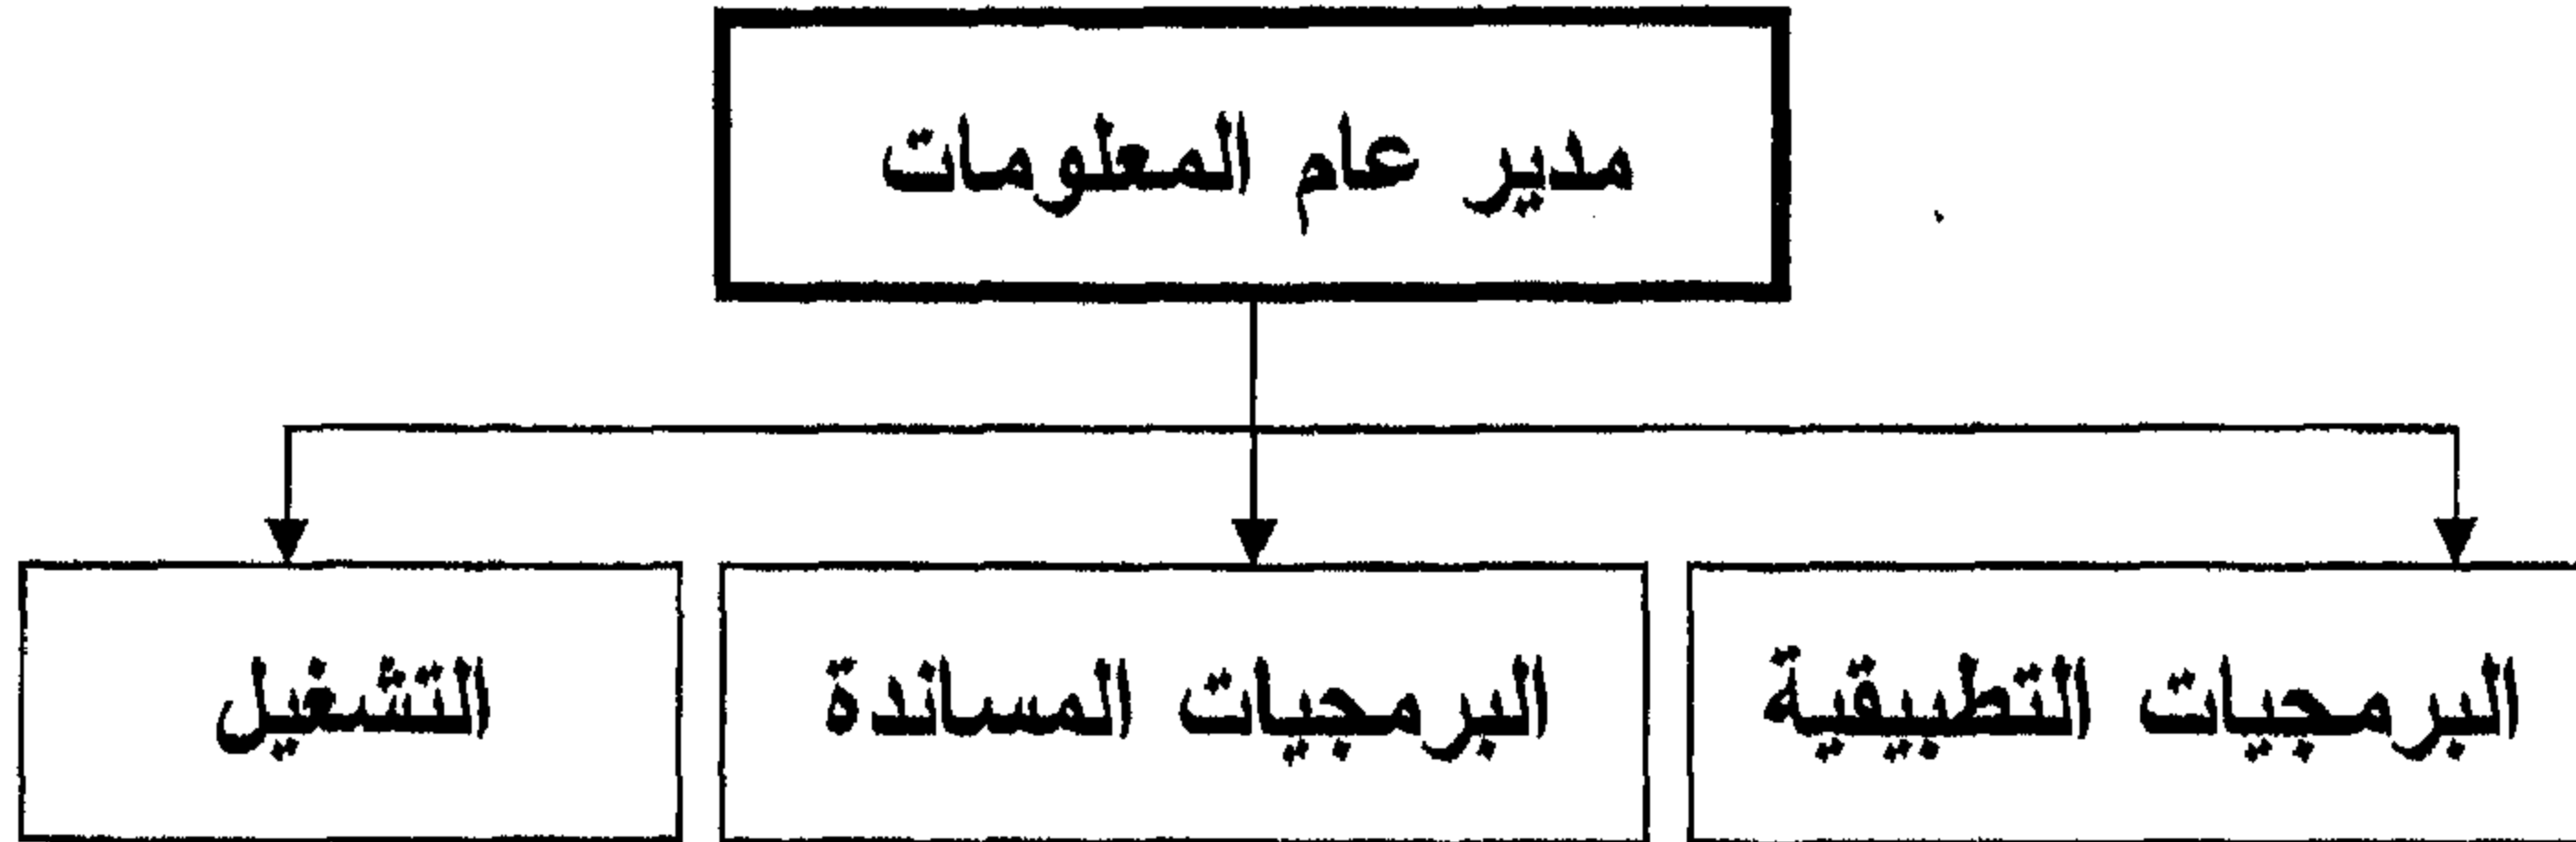 مدير عام المعلومات
البرمجيات التطبيقية
البرمجيات المساندة
التشغيل